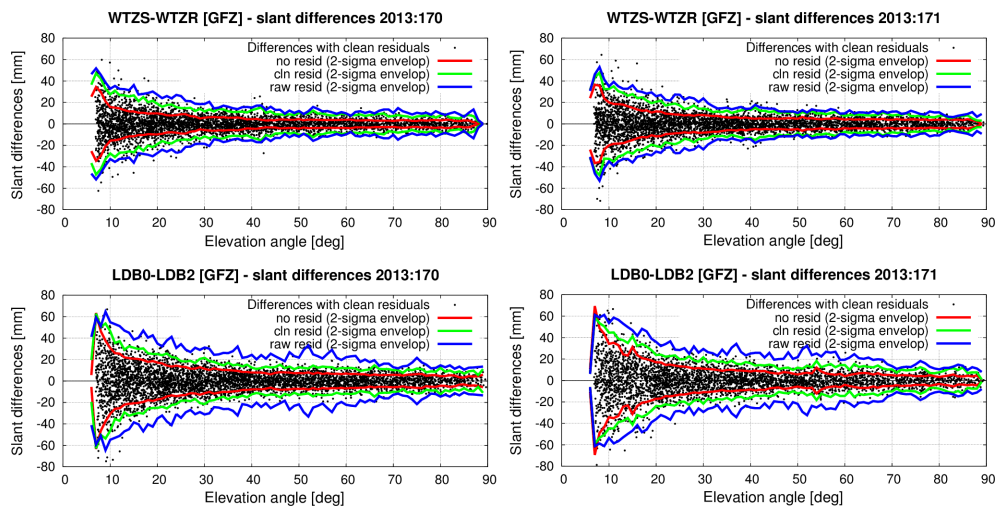 WTZS-WTZR [GFZ] - slant differences 2013:170
Slant differences [mm]
80
60
40
20
0
-20
-40
-60
-80
Differences with clean residuals
no resid (2-sigma envelop)
cln resid (2-sigma envelop)
raw resid (2-sigma envelop)
0 10 20 30 40 50 60 70 80 90
Elevation angle [deg]
WTZS-WTZR [GFZ] - slant differences 2013:171
Slant differences [mm]
80
60
40
20
0
-20
-40
-60
-80
Differences with clean residuals
no resid (2-sigma envelop)
cln resid (2-sigma envelop)
raw resid (2-sigma envelop)
0 10 20 30 40 50 60 70 80 90
Elevation angle [deg]
LDB0-LDB2 [GFZ] - slant differences 2013:170
Slant differences [mm]
80
60
40
20
0
-20
-40
-60
-80
Differences with clean residuals
no resid (2-sigma envelop)
cln resid (2-sigma envelop)
raw resid (2-sigma envelop)
0 10 20 30 40 50 60 70 80 90
Elevation angle [deg]
LDB0-LDB2 [GFZ] - slant differences 2013:171
Slant differences [mm]
80
60
40
20
0
-20
-40
-60
-80
Differences with clean residuals
no resid (2-sigma envelop)
cln resid (2-sigma envelop)
raw resid (2-sigma envelop)
0 10 20 30 40 50 60 70 80 90
Elevation angle [deg]